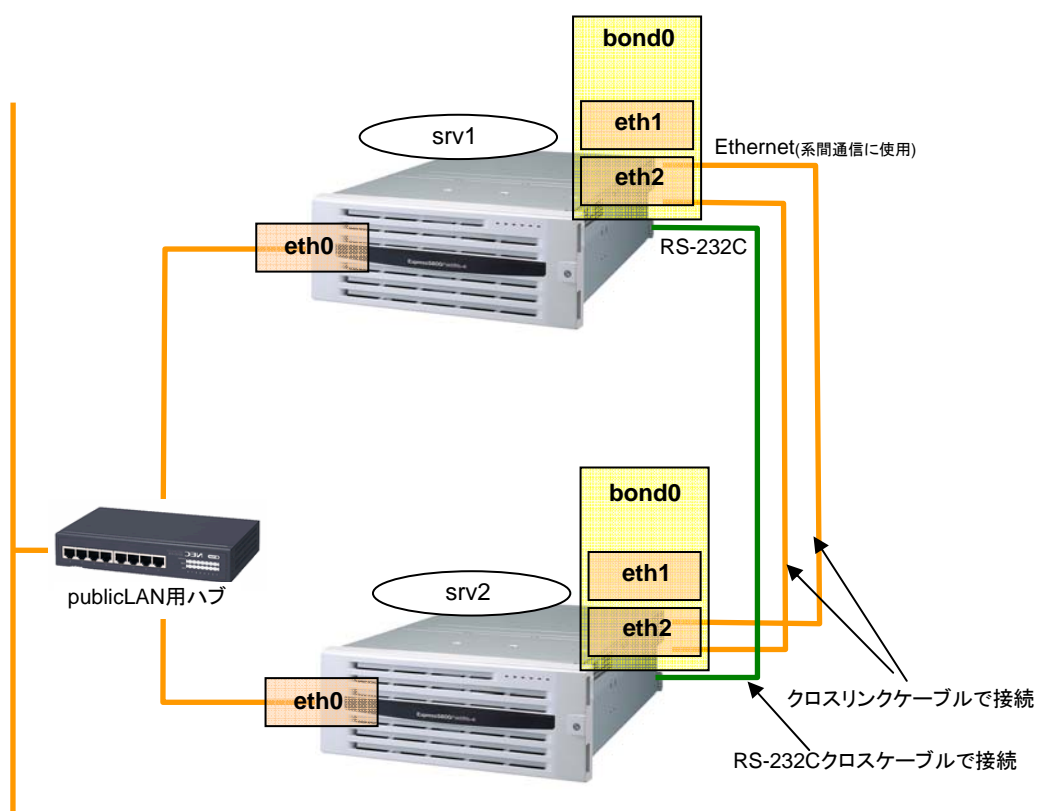 bond0
eth1
srv1
Ethernet(系間通信に使用)
eth2
eth0
RS-232C
bond0
NEC
eth1
publicLAN用ハブ
srv2
eth2
eth0
クロスリンクケーブルで接続
RS-232Cクロスケーブルで接続